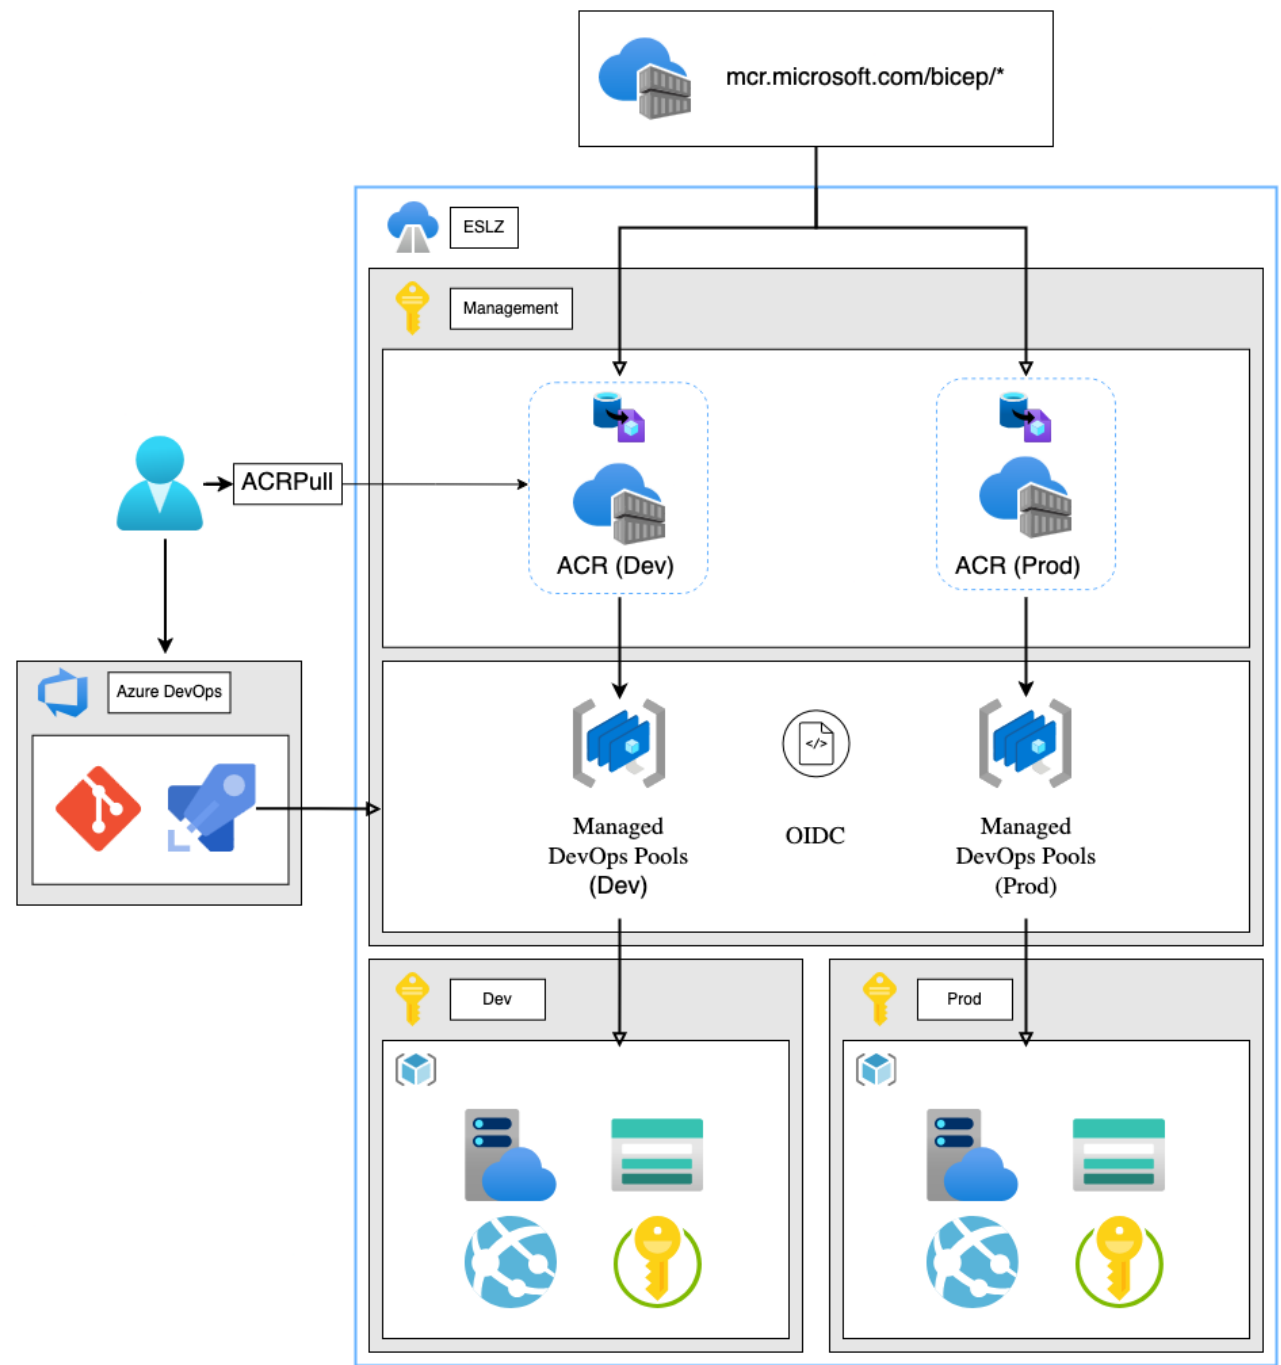 mcr.microsoft.com/bicep/*
ESLZ
Management
ACRPull
ACR (Dev)
ACR (Prod)
Azure DevOps
</>
Managed
DevOps Pools
(Dev)
OIDC
Managed
DevOps Pools
(Prod)
Dev
Prod